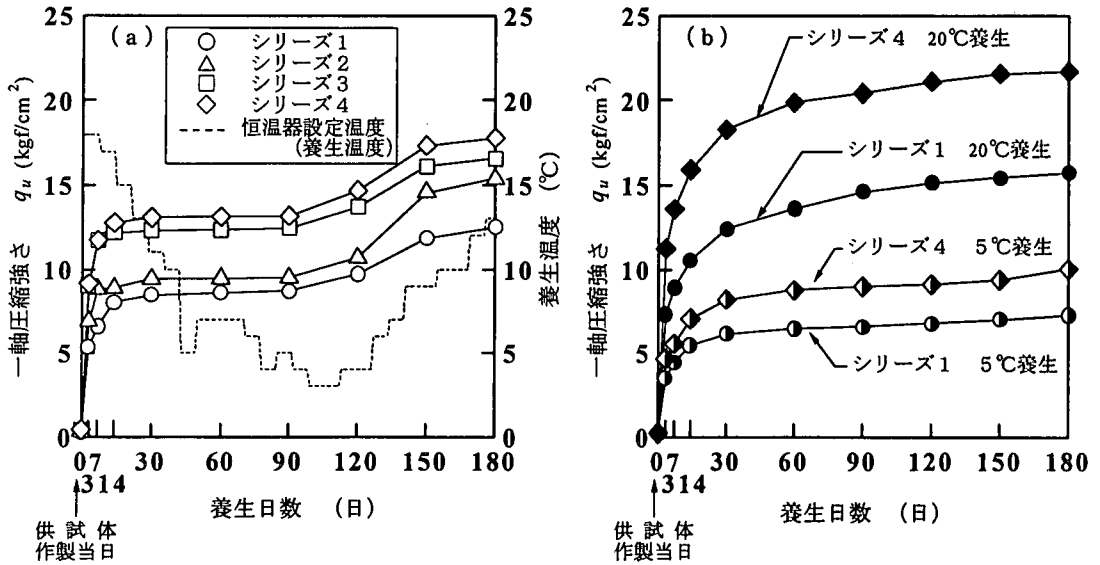 (a)
シリーズ1
シリーズ2
シリーズ3
シリーズ4
恒温器設定温度
(養生温度)
25
20
15
10
5
0
一軸圧縮強さ qu (kgf/cm²)
25
20
15
10
5
0
養生温度 (℃)
0 7 30 60 90 120 150 180
3 14
養生日数 (日)
供試体
作製当日
(b)
シリーズ4 20℃養生
シリーズ1 20℃養生
シリーズ4 5℃養生
シリーズ1 5℃養生
25
20
15
10
5
0
一軸圧縮強さ qu (kgf/cm²)
0 7 30 60 90 120 150 180
3 14
養生日数 (日)
供試体
作製当日